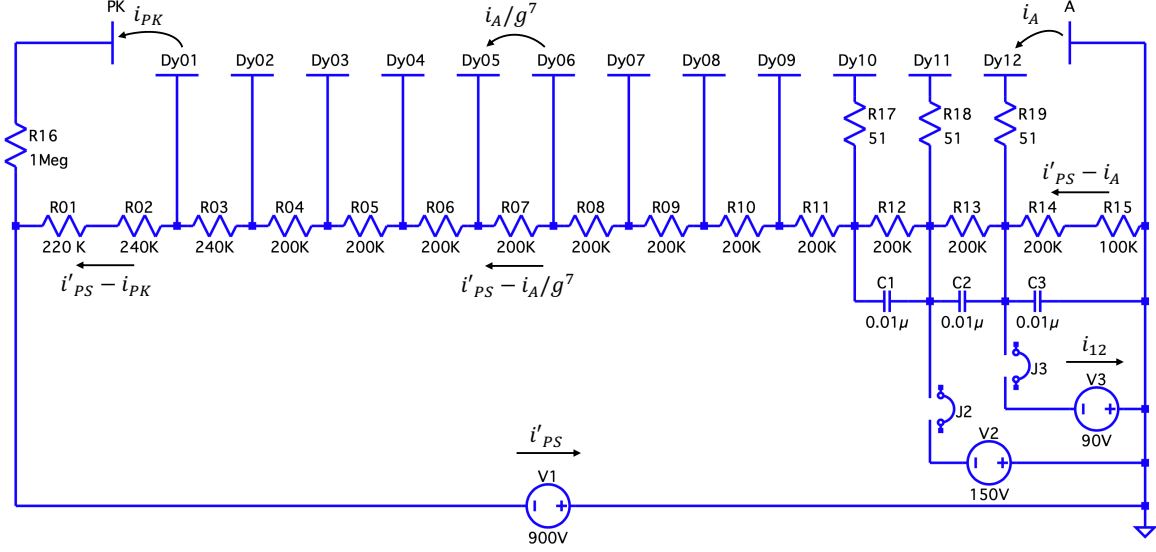 PK
i_PK
i_A/g^7
i_A
A
Dy01 Dy02 Dy03 Dy04 Dy05 Dy06 Dy07 Dy08 Dy09 Dy10 Dy11 Dy12
R17 R18 R19
51 51 51
R16
1Meg
i'_PS − i_A
R01 R02 R03 R04 R05 R06 R07 R08 R09 R10 R11 R12 R13 R14 R15
220 K 240K 240K 200K 200K 200K 200K 200K 200K 200K 200K 200K 200K 200K 100K
i'_PS − i_PK
i'_PS − i_A/g^7
C1 C2 C3
0.01µ 0.01µ 0.01µ
i_12
J3
V3
90V
J2
V2
150V
i'_PS
V1
900V